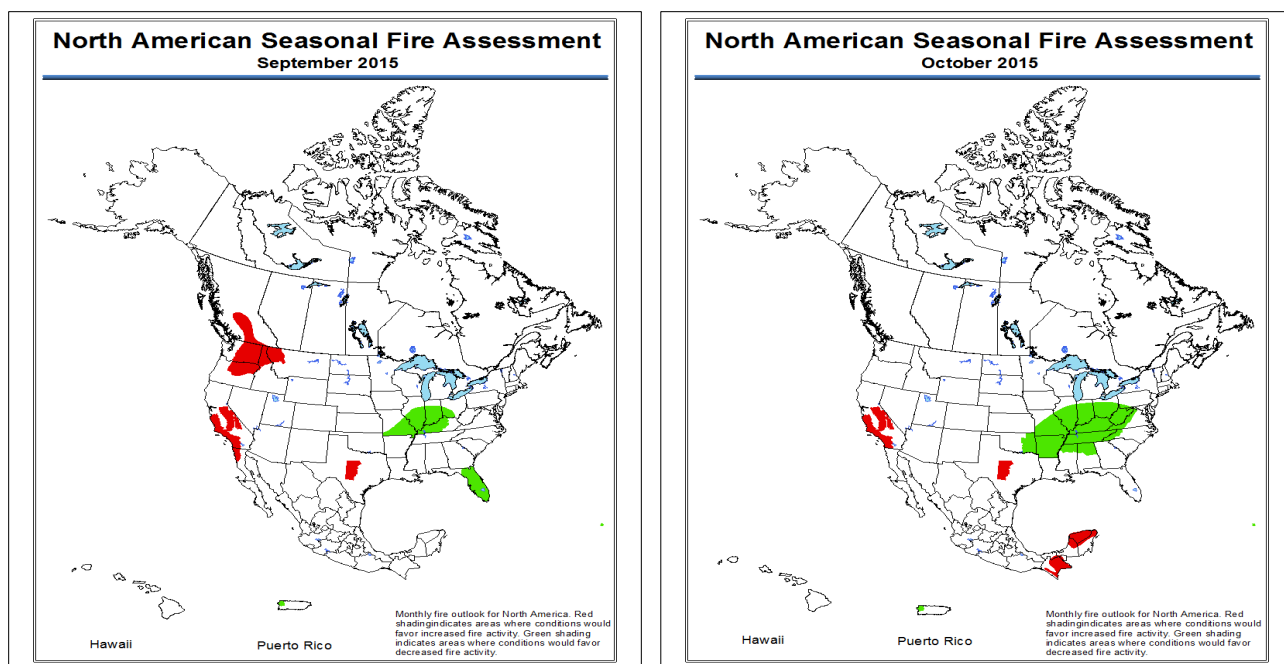 North American Seasonal Fire Assessment
September 2015
Hawaii
Puerto Rico
Monthly fire outlook for North America. Red
shadingindicates areas where conditions would
favor increased fire activity. Green shading
indicates areas where conditions would favor
decreased fire activity.
North American Seasonal Fire Assessment
October 2015
Hawaii
Puerto Rico
Monthly fire outlook for North America. Red
shadingindicates areas where conditions would
favor increased fire activity. Green shading
indicates areas where conditions would favor
decreased fire activity.